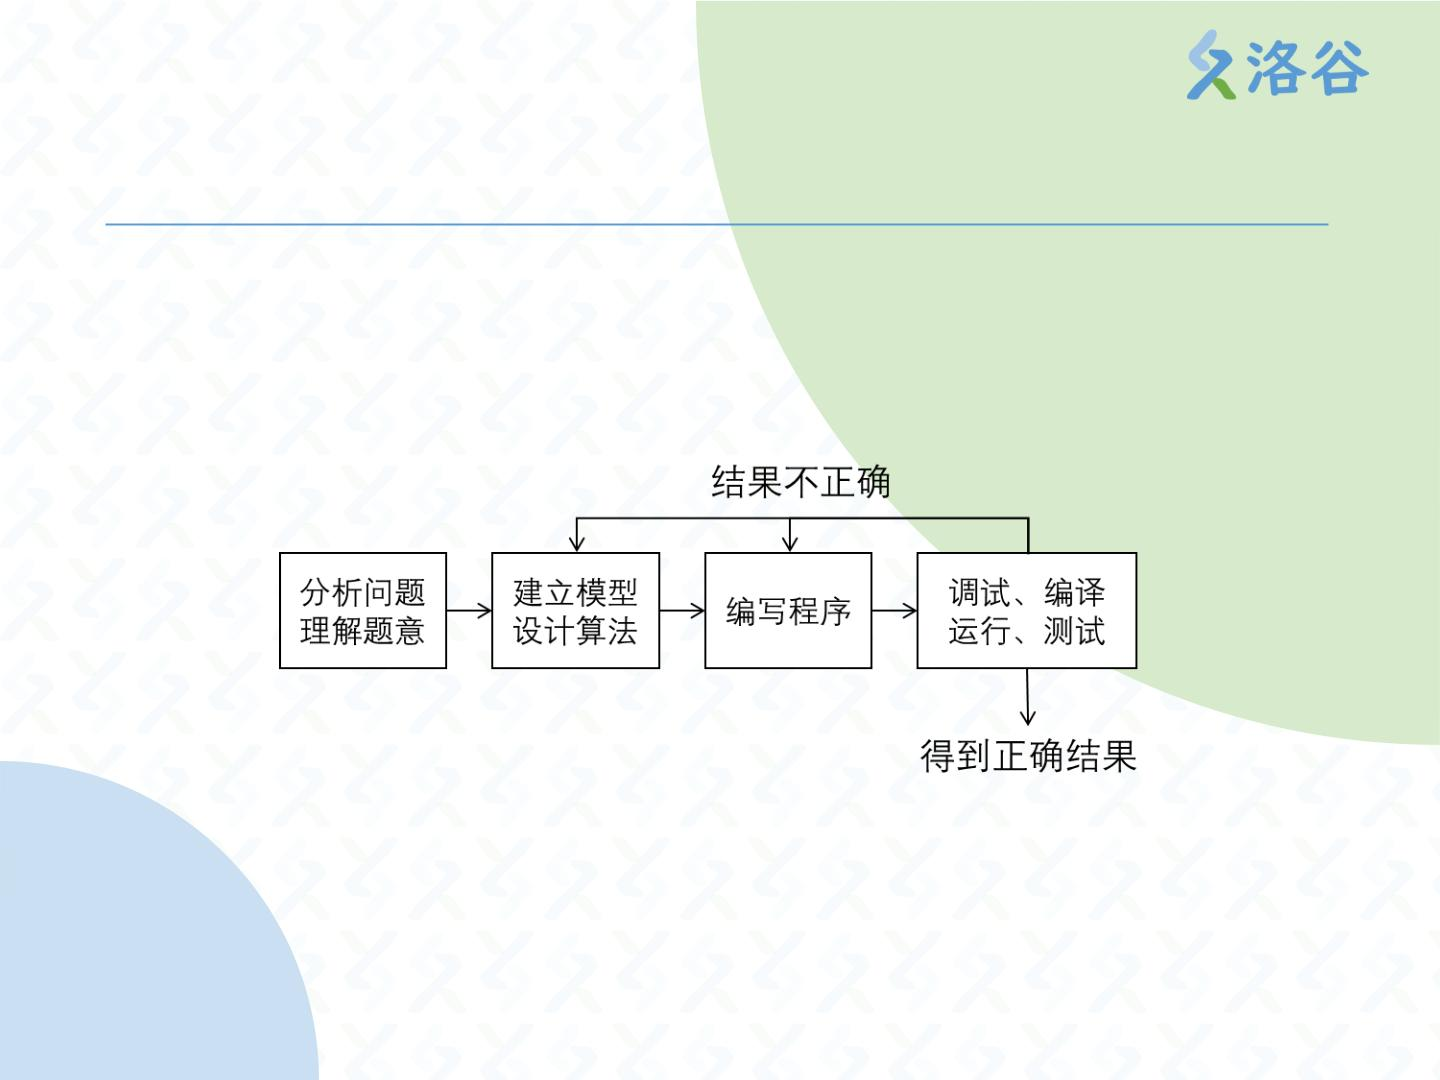 洛谷
结果不正确
分析问题
理解题意
建立模型
设计算法
编写程序
调试、编译
运行、测试
得到正确结果